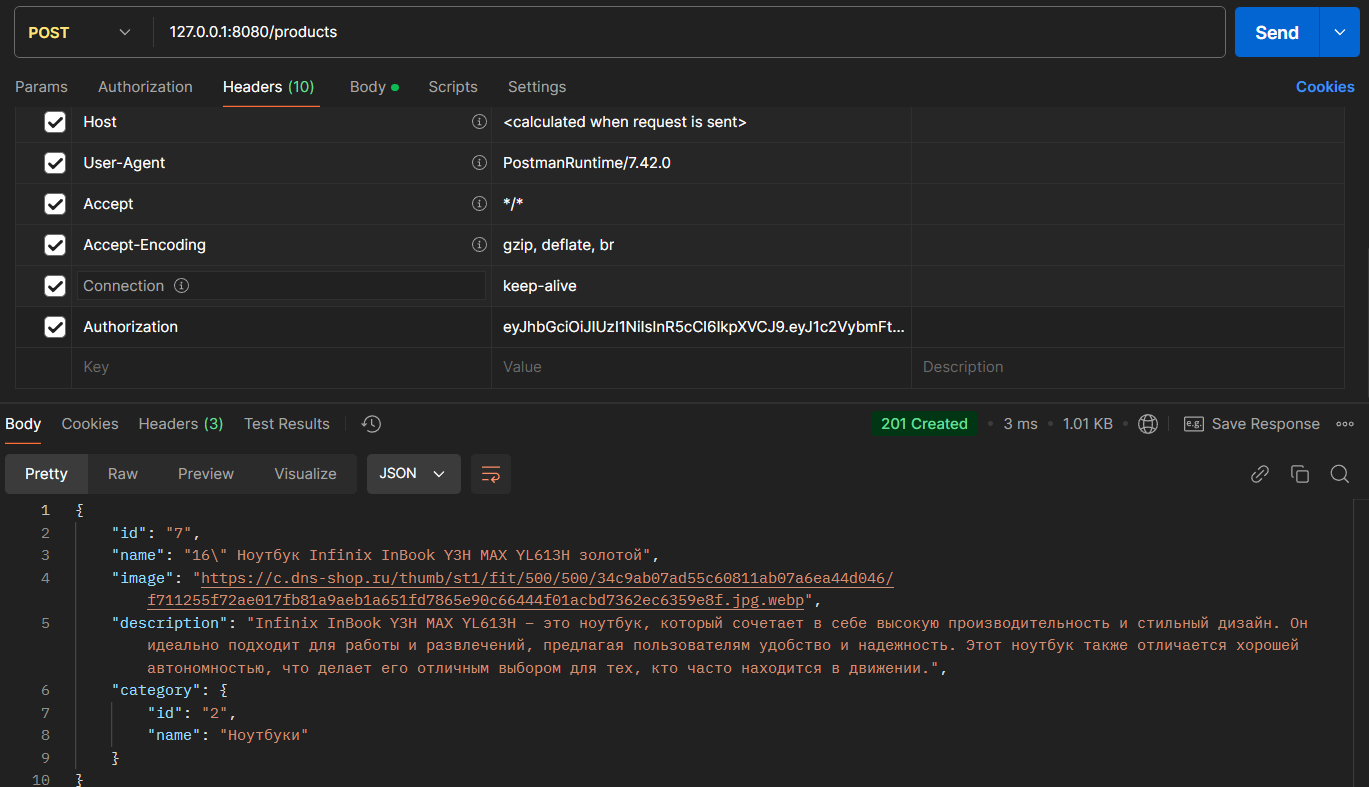 POST 127.0.0.1:8080/products Send
Params Authorization Headers (10) Body Scripts Settings Cookies
Host <calculated when request is sent>
User-Agent PostmanRuntime/7.42.0
Accept */*
Accept-Encoding gzip, deflate, br
Connection keep-alive
Authorization eyJhbGciOiJIUzI1NiIsInR5cCI6IkpXVCJ9.eyJ1c2VybmFt...
Key Value Description
Body Cookies Headers (3) Test Results 201 Created 3 ms 1.01 KB e.g. Save Response
Pretty Raw Preview Visualize JSON
1 {
2 "id": "7",
3 "name": "16\" Ноутбук Infinix InBook Y3H MAX YL613H золотой",
4 "image": "https://c.dns-shop.ru/thumb/st1/fit/500/500/34c9ab07ad55c60811ab07a6ea44d046/
f711255f72ae017fb81a9aeb1a651fd7865e90c66444f01acbd7362ec6359e8f.jpg.webp",
5 "description": "Infinix InBook Y3H MAX YL613H — это ноутбук, который сочетает в себе высокую производительность и стильный дизайн. Он
идеально подходит для работы и развлечений, предлагая пользователям удобство и надежность. Этот ноутбук также отличается хорошей
автономностью, что делает его отличным выбором для тех, кто часто находится в движении.",
6 "category": {
7 "id": "2",
8 "name": "Ноутбуки"
9 }
10 }